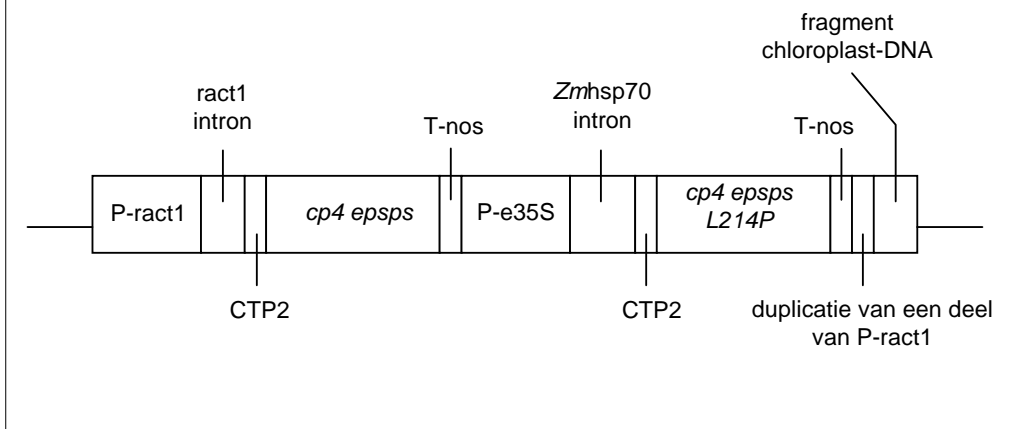 fragment
chloroplast-DNA
ract1
intron
T-nos
Zmhsp70
intron
T-nos
P-ract1
cp4 epsps
P-e35S
cp4 epsps
L214P
CTP2
CTP2
duplicatie van een deel
van P-ract1